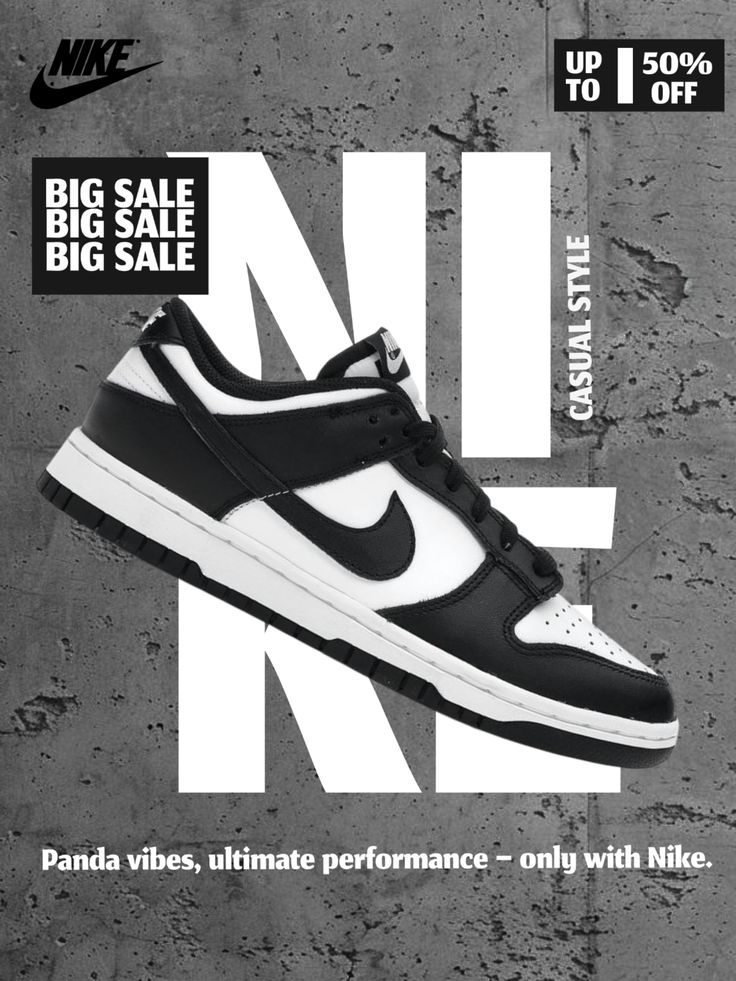 NIKE
UP TO
50% OFF
BIG SALE
BIG SALE
BIG SALE
NI
KE
CASUAL STYLE
NIKE
Panda vibes, ultimate performance – only with Nike.